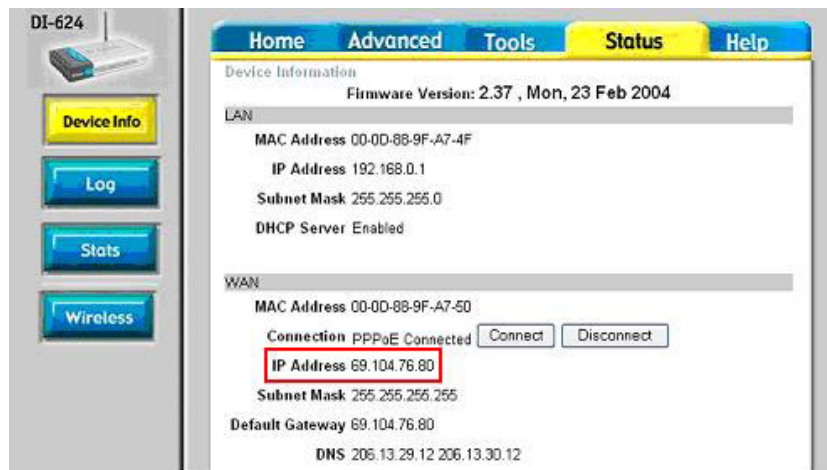 DI-624
Home Advanced Tools Status Help
Device Info
Log
Stats
Wireless
Device Information
Firmware Version: 2.37 , Mon, 23 Feb 2004
LAN
MAC Address 00-0D-88-9F-A7-4F
IP Address 192.168.0.1
Subnet Mask 255.255.255.0
DHCP Server Enabled
WAN
MAC Address 00-0D-88-9F-A7-50
Connection PPPoE Connected Connect Disconnect
IP Address 69.104.76.80
Subnet Mask 255.255.255.255
Default Gateway 69.104.76.80
DNS 206.13.29.12 206.13.30.12